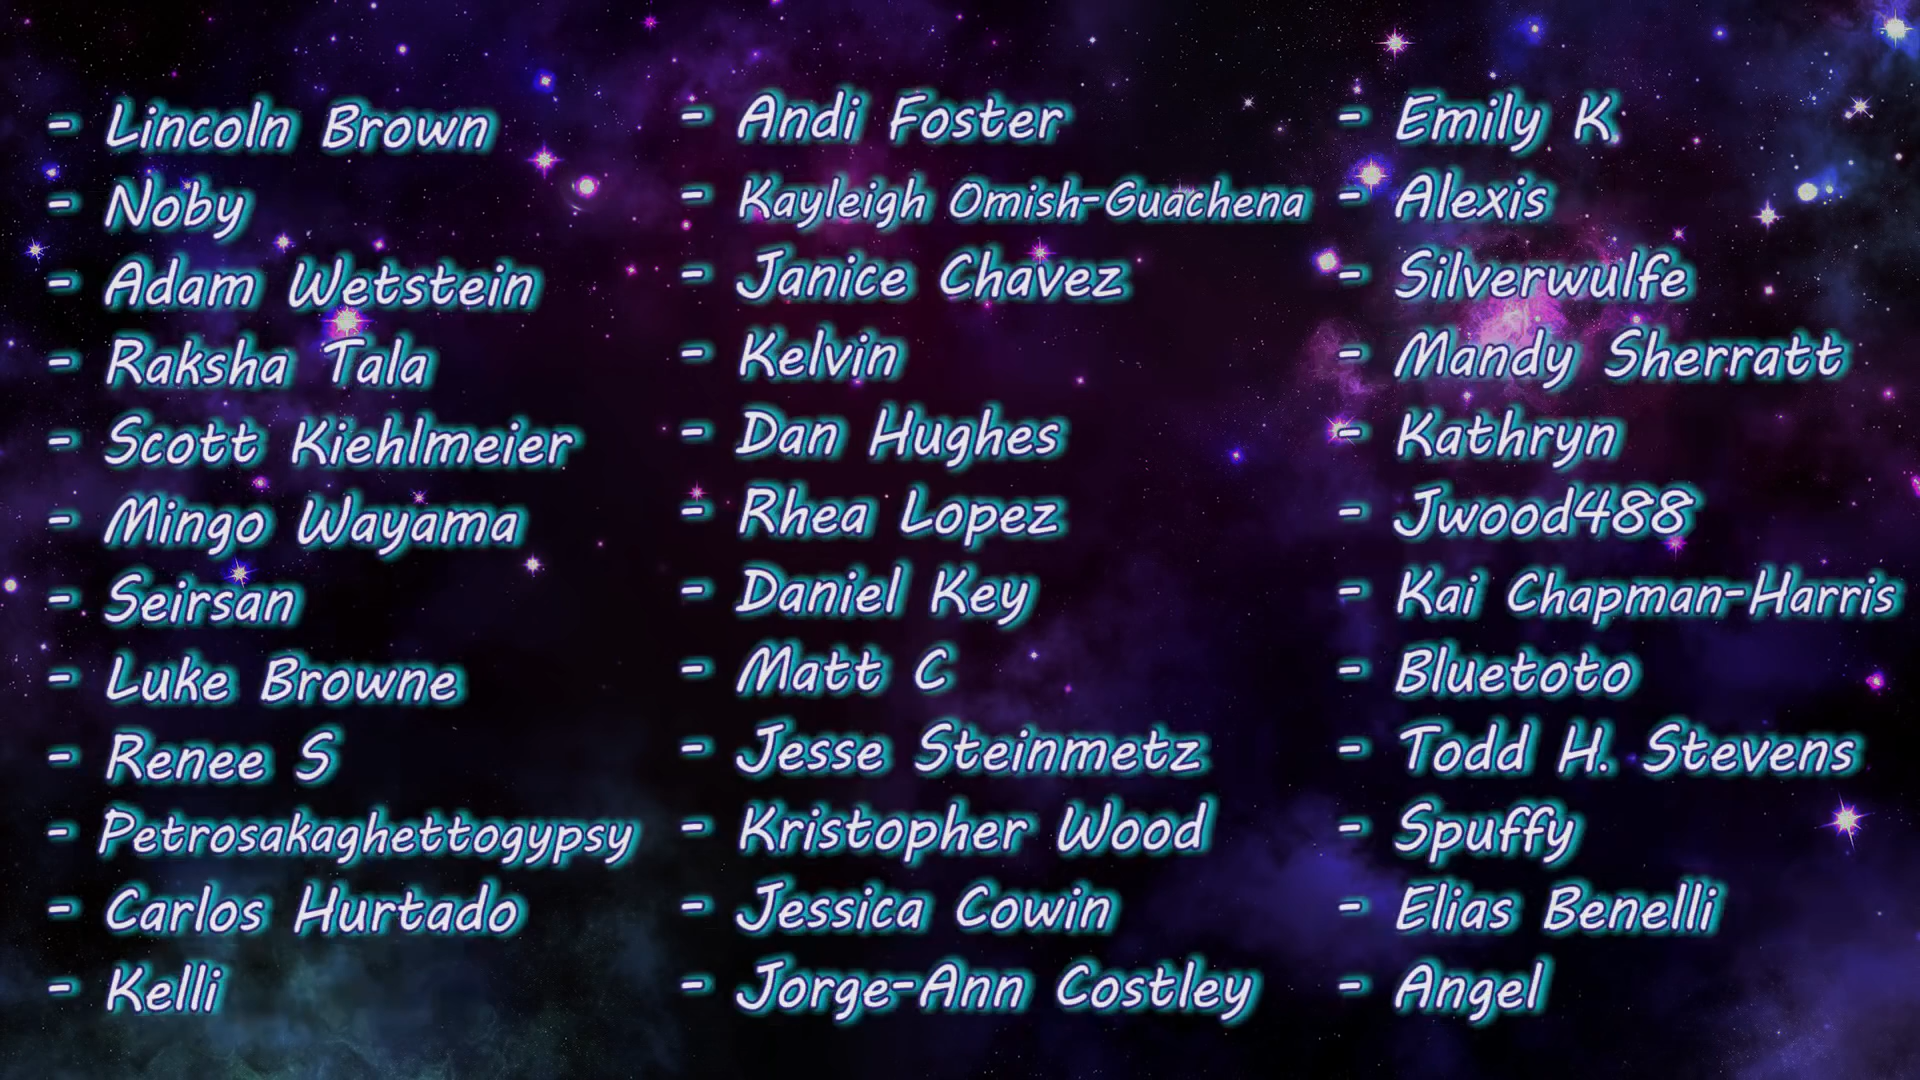 - Lincoln Brown
- Noby
- Adam Wetstein
- Raksha Tala
- Scott Kiehlmeier
- Mingo Wayama
- Seirsan
- Luke Browne
- Renee S
- Petrosakaghettogypsy
- Carlos Hurtado
- Kelli
- Andi Foster
- Kayleigh Omish-Guachena
- Janice Chavez
- Kelvin
- Dan Hughes
- Rhea Lopez
- Daniel Key
- Matt C
- Jesse Steinmetz
- Kristopher Wood
- Jessica Cowin
- Jorge-Ann Costley
- Emily K.
- Alexis
- Silverwulfe
- Mandy Sherratt
- Kathryn
- Jwood488
- Kai Chapman-Harris
- Bluetoto
- Todd H. Stevens
- Spuffy
- Elias Benelli
- Angel